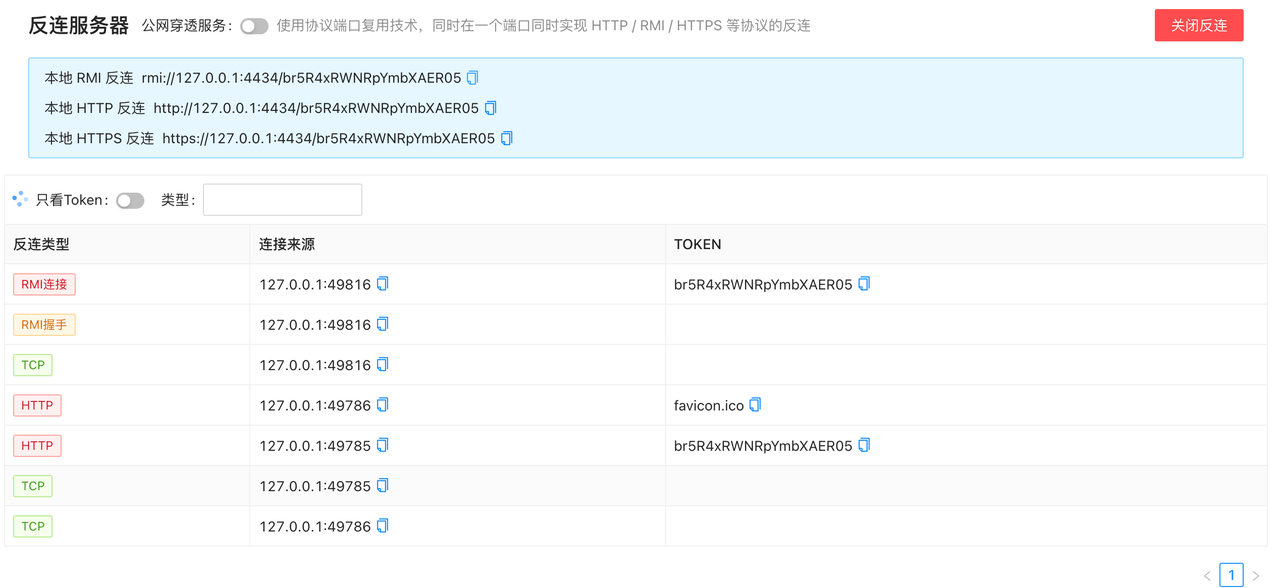 反连服务器 公网穿透服务: 使用协议端口复用技术，同时在一个端口同时实现 HTTP / RMI / HTTPS 等协议的反连 关闭反连
本地 RMI 反连 rmi://127.0.0.1:4434/br5R4xRWNRpYmbXAER05
本地 HTTP 反连 http://127.0.0.1:4434/br5R4xRWNRpYmbXAER05
本地 HTTPS 反连 https://127.0.0.1:4434/br5R4xRWNRpYmbXAER05
只看Token: 类型:
反连类型 连接来源 TOKEN
RMI连接 127.0.0.1:49816 br5R4xRWNRpYmbXAER05
RMI握手 127.0.0.1:49816
TCP 127.0.0.1:49816
HTTP 127.0.0.1:49786 favicon.ico
HTTP 127.0.0.1:49785 br5R4xRWNRpYmbXAER05
TCP 127.0.0.1:49785
TCP 127.0.0.1:49786
< 1 >